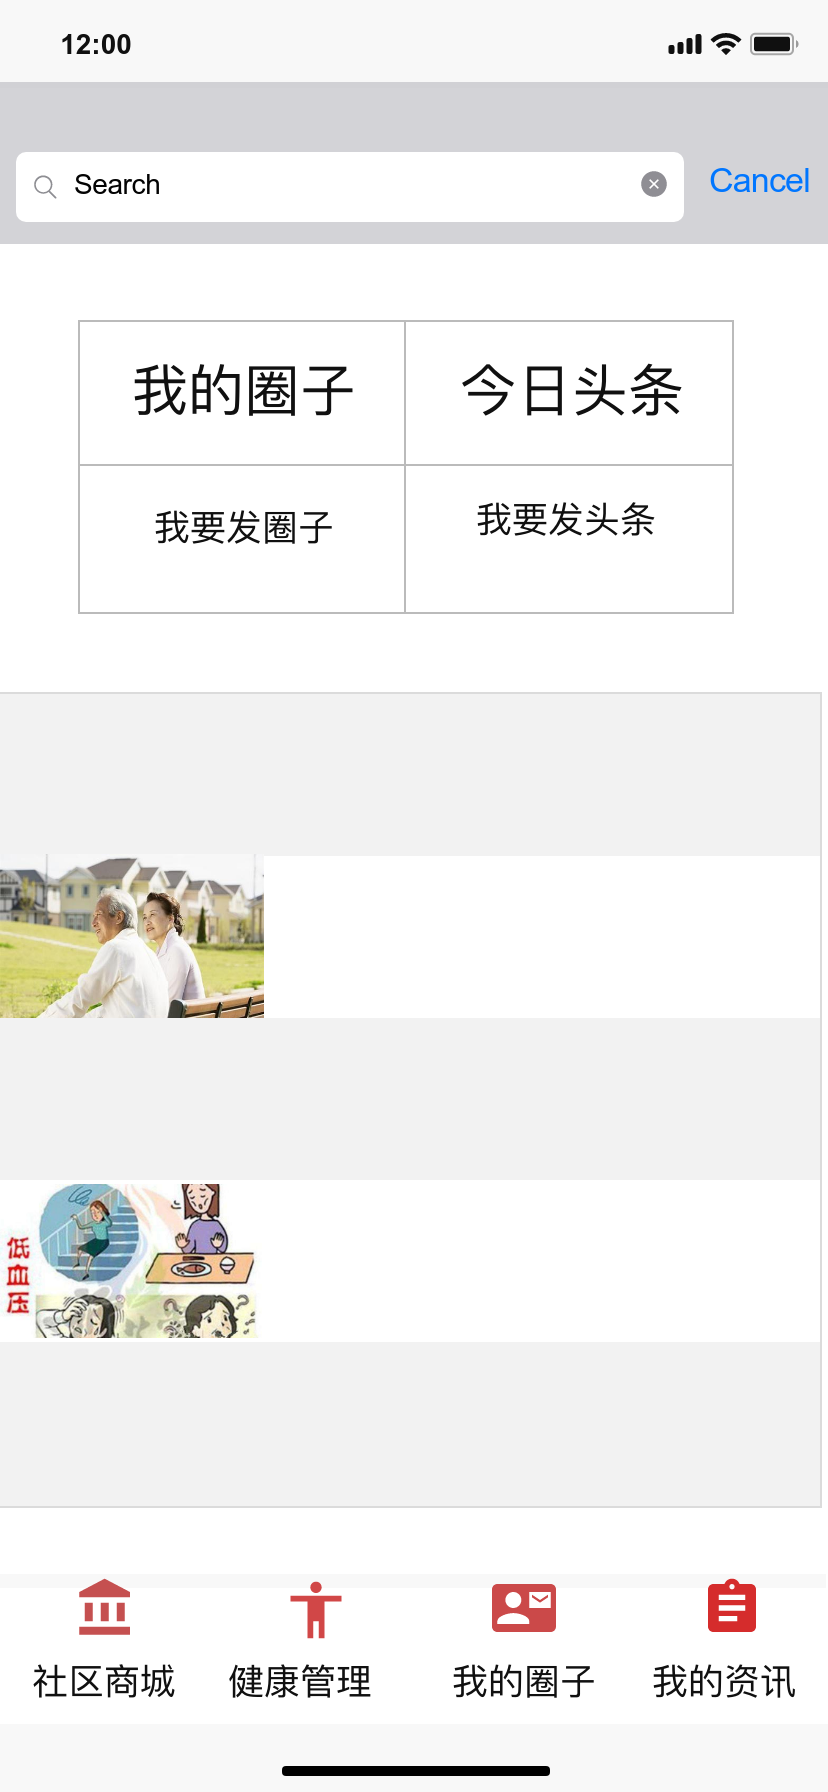 12:00
Search
Cancel
我的圈子
今日头条
我要发圈子
我要发头条
低血压
社区商城
健康管理
我的圈子
我的资讯